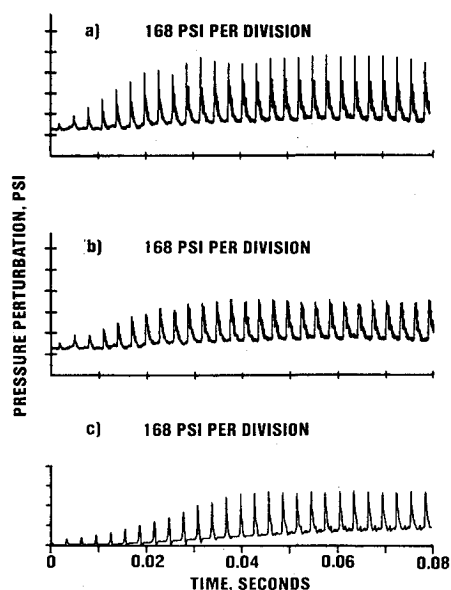 a) 168 PSI PER DIVISION
b) 168 PSI PER DIVISION
c) 168 PSI PER DIVISION
PRESSURE PERTURBATION, PSI
0 0.02 0.04 0.06 0.08
TIME, SECONDS